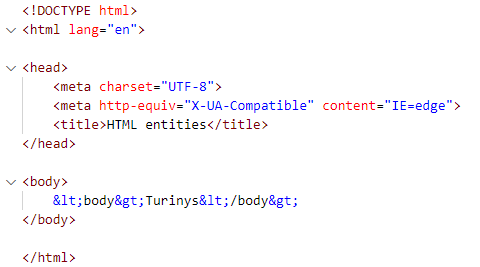 <!DOCTYPE html>
<html lang="en">
<head>
<meta charset="UTF-8">
<meta http-equiv="X-UA-Compatible" content="IE=edge">
<title>HTML entities</title>
</head>
<body>
&lt;body&gt;Turinys&lt;/body&gt;
</body>
</html>